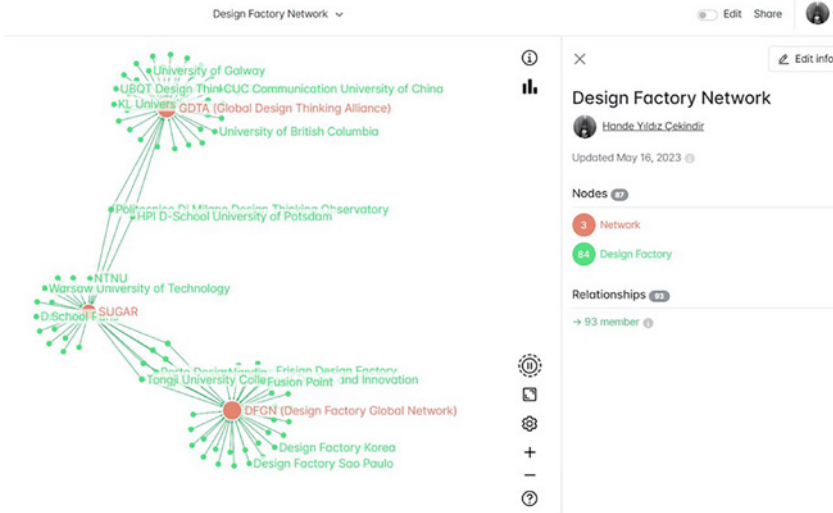 Design Factory Network
Edit Share
University of Galway
UBQT Design Thin
CUC Communication University of China
KL Univers
GDTA (Global Design Thinking Alliance)
University of British Columbia
Politecnico Di Milano Design Thinking Observatory
HPI D-School University of Potsdam
NTNU
Warsaw University of Technology
SUGAR
D.School
Porto Design
Frisian Design Factory
Tongji University Colle
Fusion Point
and Innovation
DFGN (Design Factory Global Network)
Design Factory Korea
Design Factory Sao Paulo
Edit info
Design Factory Network
Hande Yıldız Çekindir
Updated May 16, 2023
Nodes 87
3 Network
84 Design Factory
Relationships 93
→ 93 member